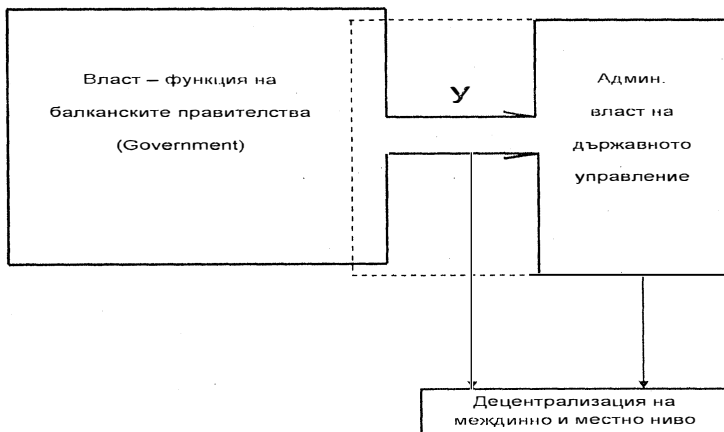 Власт – функция на
балканските правителства
(Government)
У
Админ.
власт на
държавното
управление
Децентрализация на
междинно и местно ниво